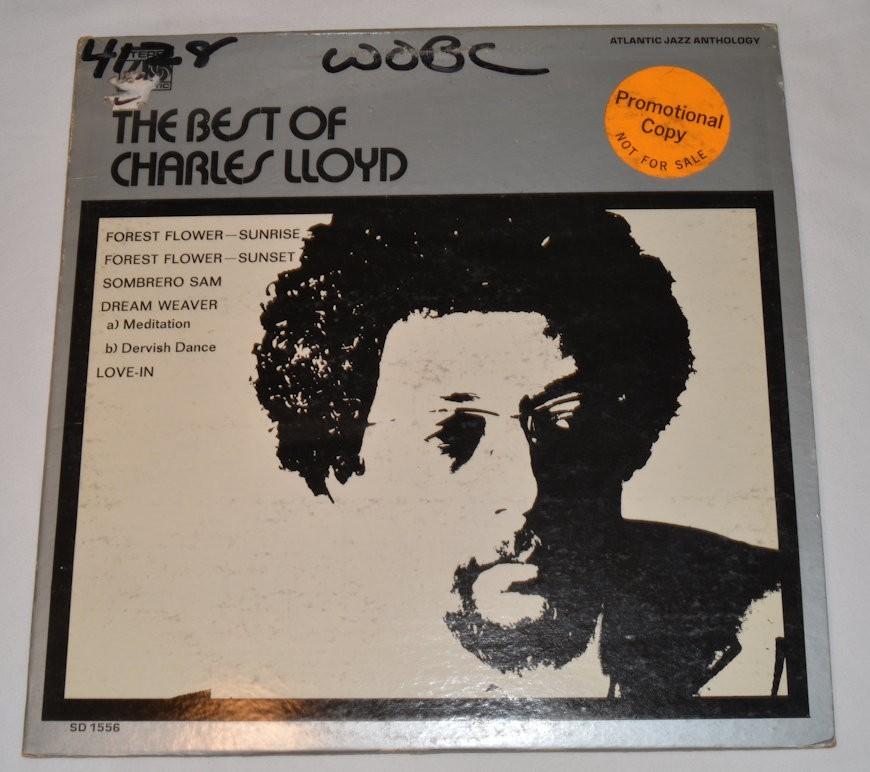 4128 WOBC
ATLANTIC JAZZ ANTHOLOGY
THE BEST OF
CHARLES LLOYD
Promotional
Copy
NOT FOR SALE
FOREST FLOWER—SUNRISE
FOREST FLOWER—SUNSET
SOMBRERO SAM
DREAM WEAVER
a) Meditation
b) Dervish Dance
LOVE-IN
SD 1556